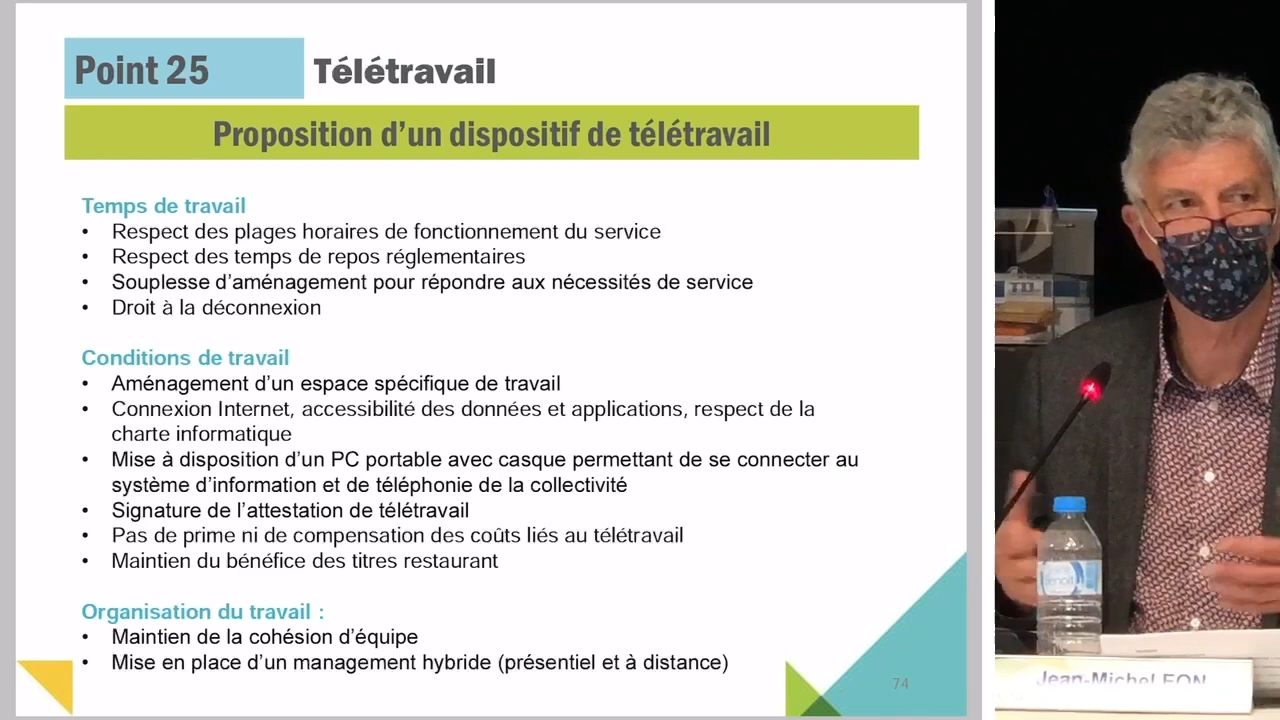 Point 25
Télétravail
Proposition d’un dispositif de télétravail
Temps de travail
• Respect des plages horaires de fonctionnement du service
• Respect des temps de repos réglementaires
• Souplesse d’aménagement pour répondre aux nécessités de service
• Droit à la déconnexion
Conditions de travail
• Aménagement d’un espace spécifique de travail
• Connexion Internet, accessibilité des données et applications, respect de la
charte informatique
• Mise à disposition d’un PC portable avec casque permettant de se connecter au
système d’information et de téléphonie de la collectivité
• Signature de l’attestation de télétravail
• Pas de prime ni de compensation des coûts liés au télétravail
• Maintien du bénéfice des titres restaurant
Organisation du travail :
• Maintien de la cohésion d’équipe
• Mise en place d’un management hybride (présentiel et à distance)
74
Jean-Michel EON